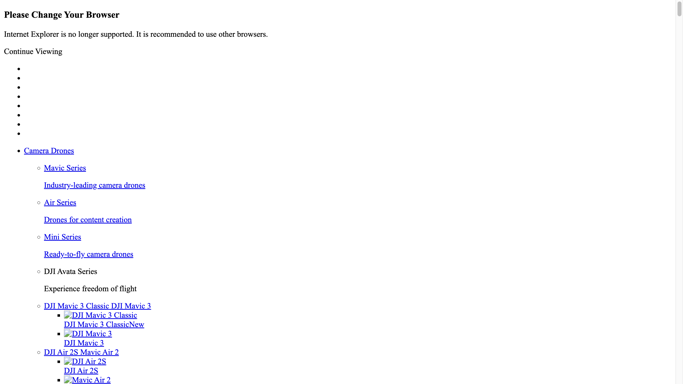 Please Change Your Browser
Internet Explorer is no longer supported. It is recommended to use other browsers.
Continue Viewing
Camera Drones
Mavic Series
Industry-leading camera drones
Air Series
Drones for content creation
Mini Series
Ready-to-fly camera drones
DJI Avata Series
Experience freedom of flight
DJI Mavic 3 Classic DJI Mavic 3
DJI Mavic 3 Classic
DJI Mavic 3 ClassicNew
DJI Mavic 3
DJI Mavic 3
DJI Air 2S Mavic Air 2
DJI Air 2S
DJI Air 2S
Mavic Air 2